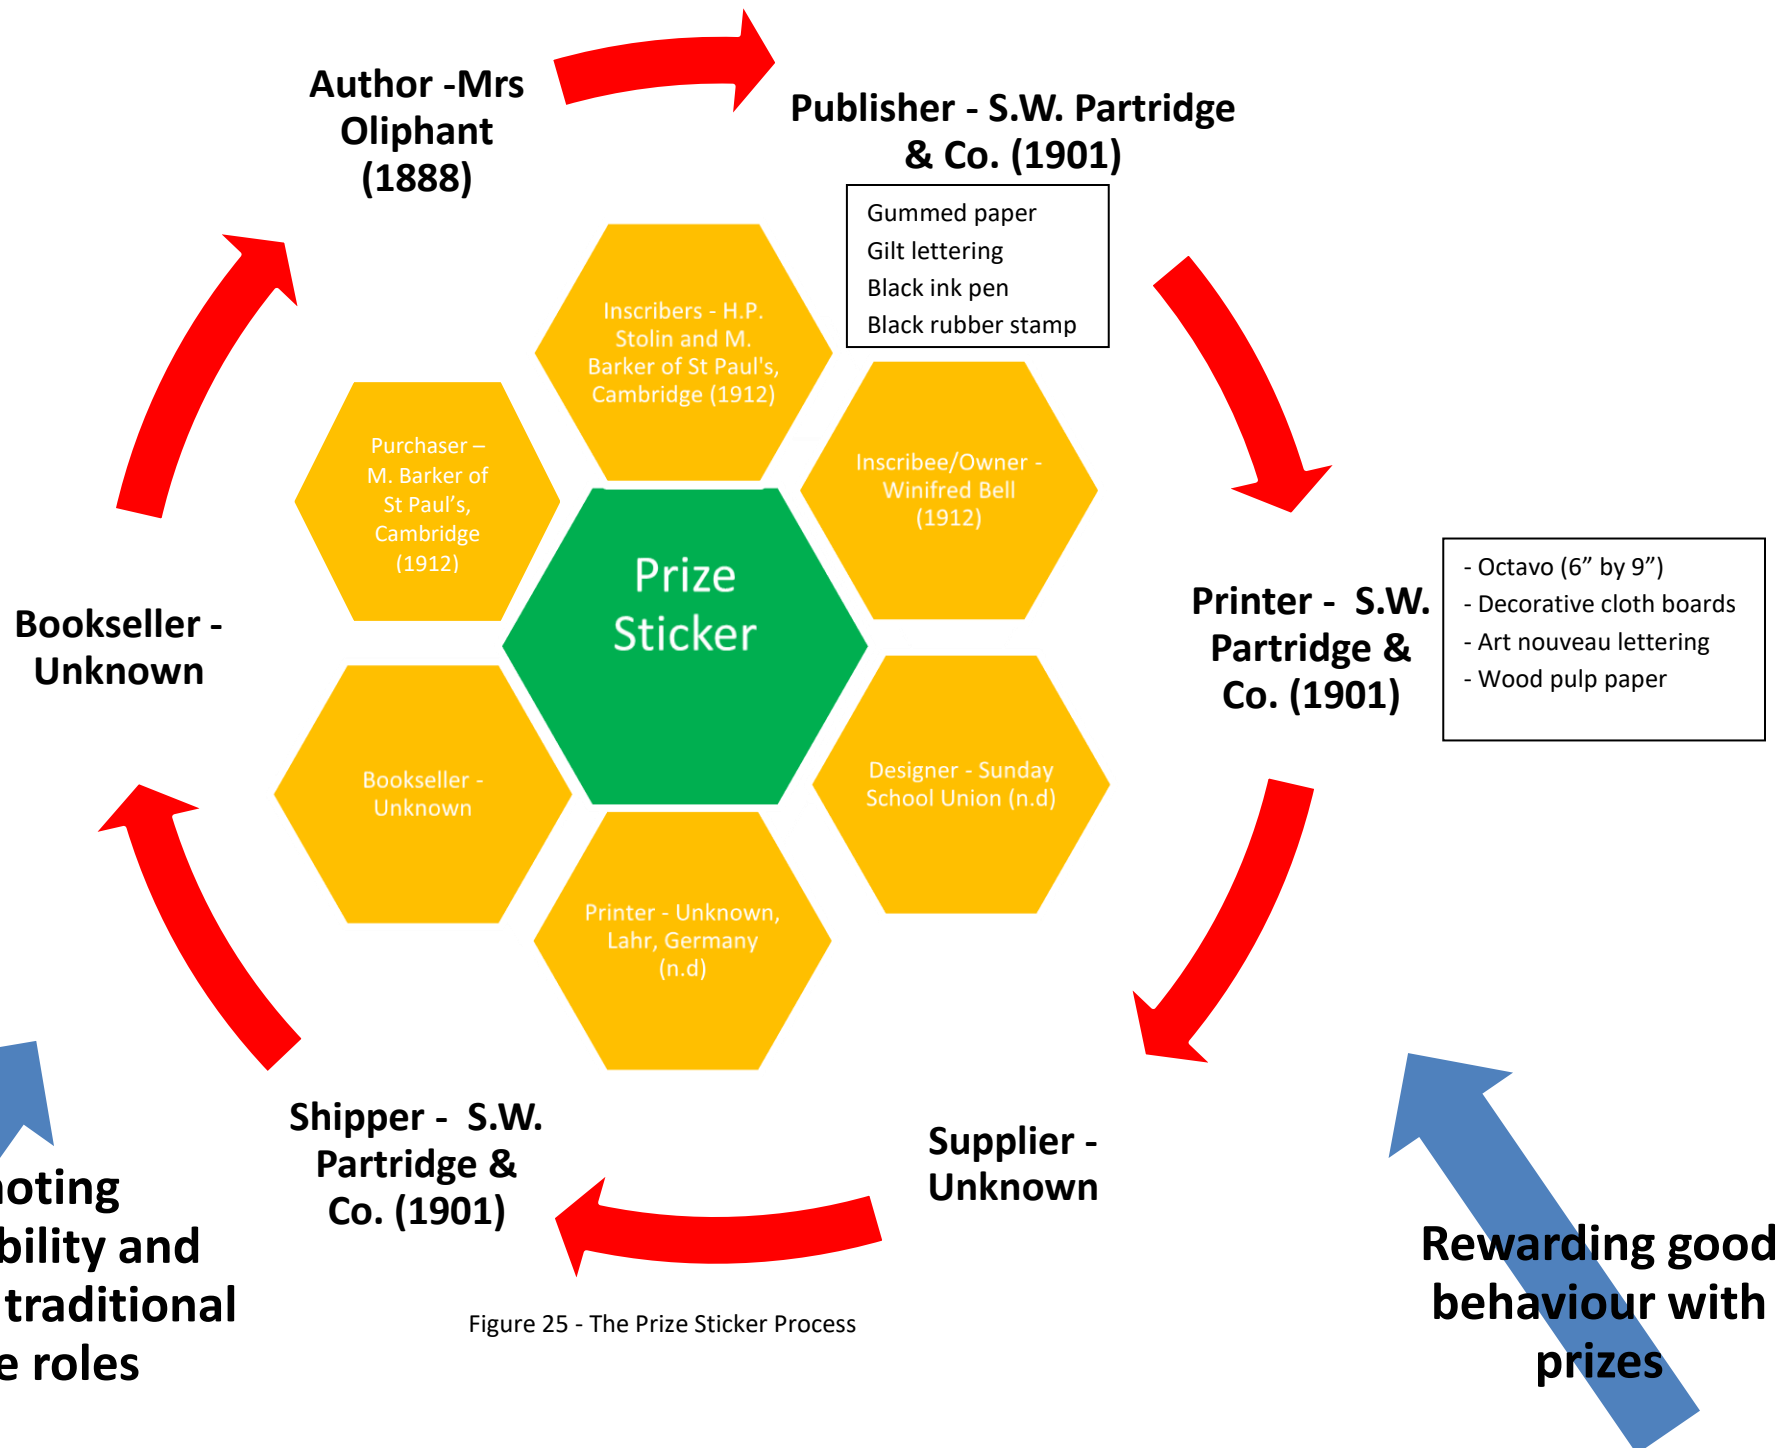 Author -Mrs
Oliphant
(1888)
Publisher - S.W. Partridge
& Co. (1901)
Gummed paper
Gilt lettering
Black ink pen
Black rubber stamp
Inscribers - H.P.
Stolin and M.
Barker of St Paul's,
Cambridge (1912)
Purchaser –
M. Barker of
St Paul’s,
Cambridge
(1912)
Inscribee/Owner -
Winifred Bell
(1912)
Prize
Sticker
Printer - S.W.
Partridge &
Co. (1901)
- Octavo (6” by 9”)
- Decorative cloth boards
- Art nouveau lettering
- Wood pulp paper
Bookseller -
Unknown
Bookseller -
Unknown
Designer - Sunday
School Union (n.d)
Printer - Unknown,
Lahr, Germany
(n.d)
Shipper - S.W.
Partridge &
Co. (1901)
Supplier -
Unknown
oting
bility and
traditional
e roles
Rewarding good
behaviour with
prizes
Figure 25 - The Prize Sticker Process